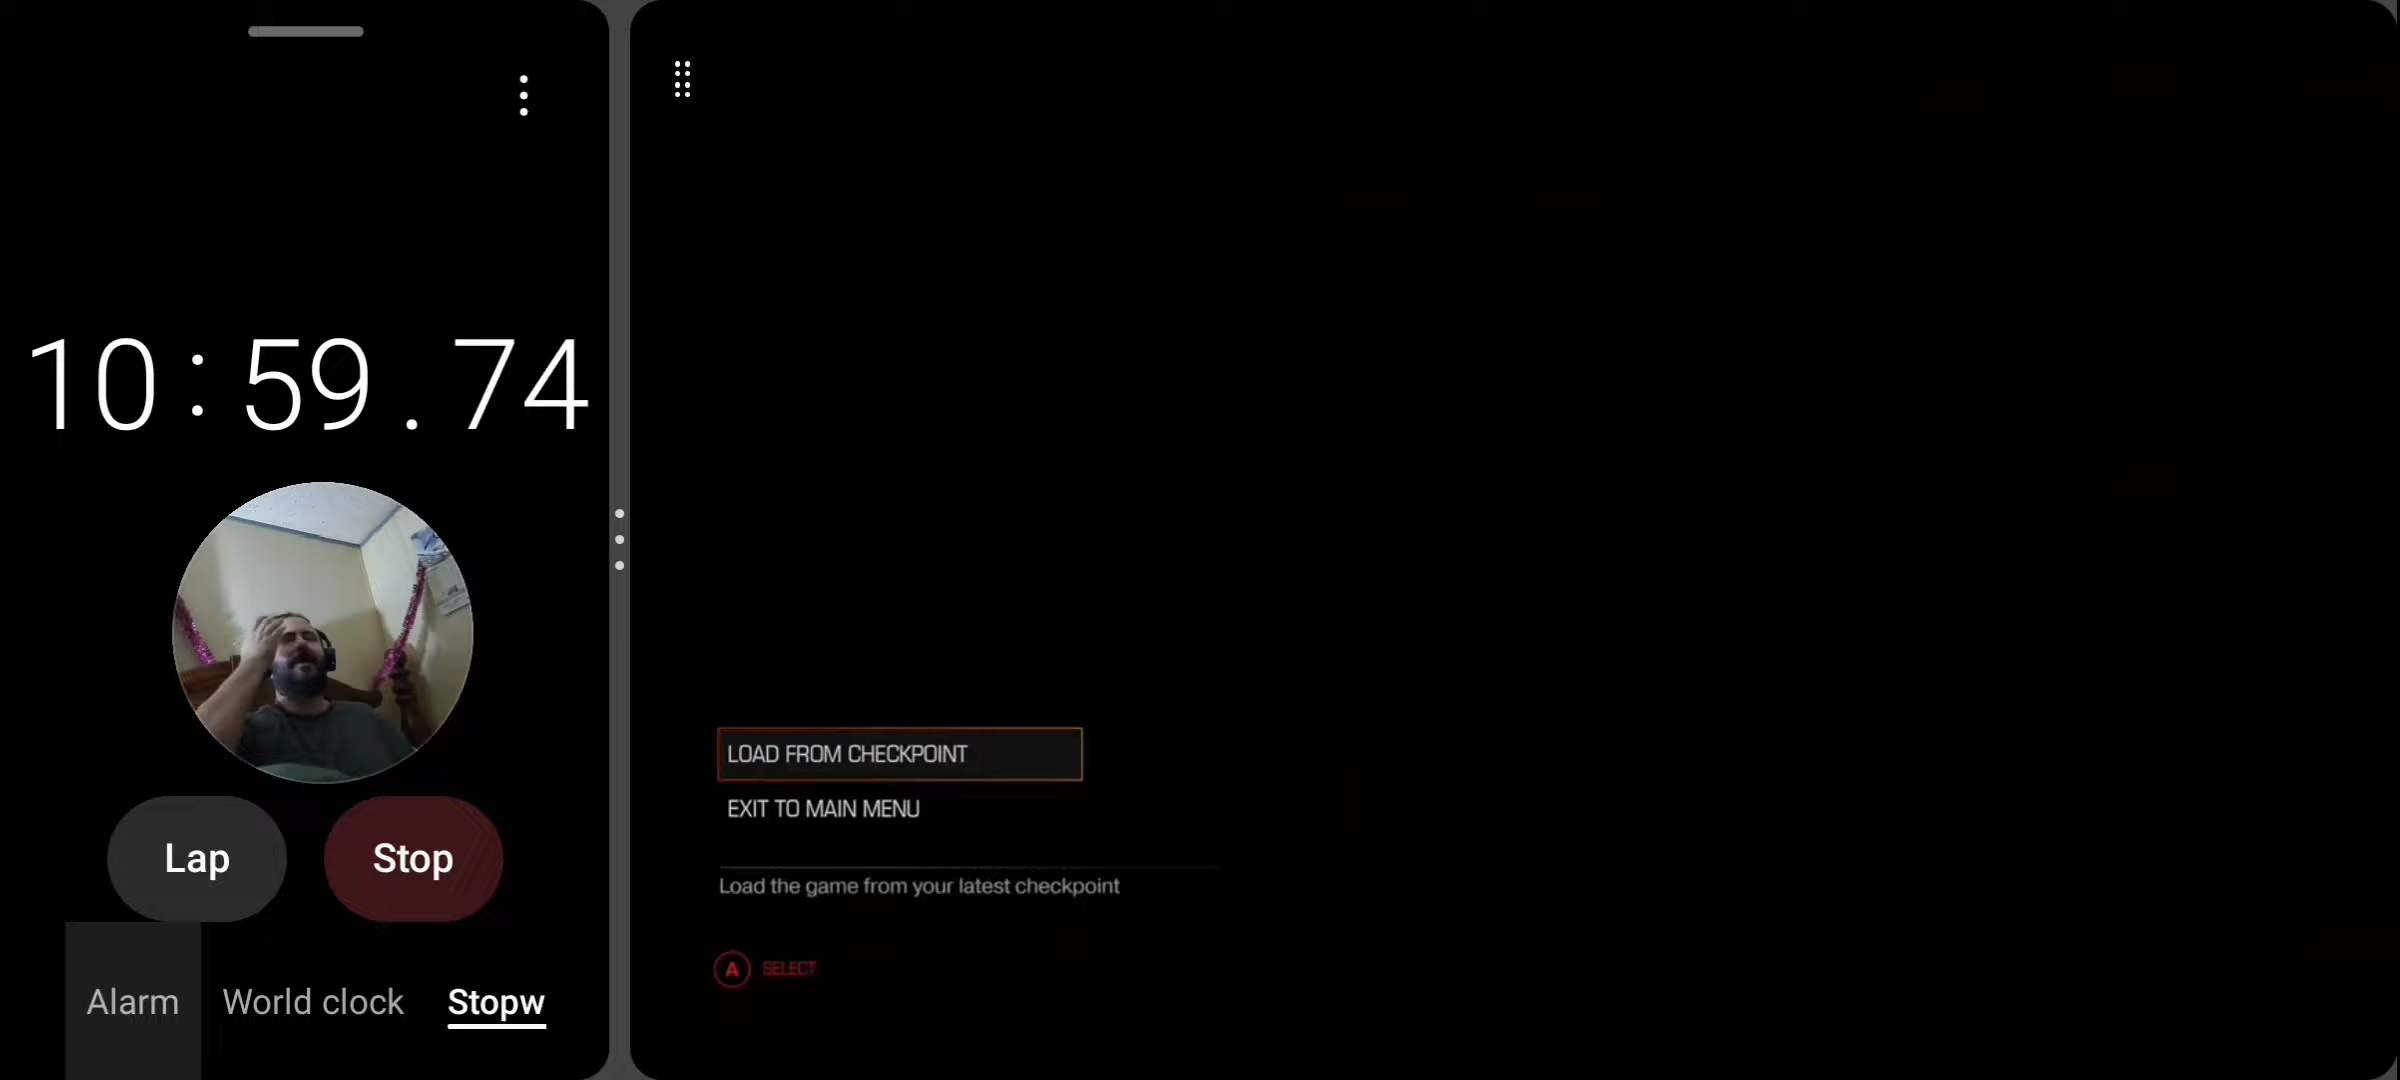 10:59.74
Lap
Stop
Alarm
World clock
Stopw
LOAD FROM CHECKPOINT
EXIT TO MAIN MENU
Load the game from your latest checkpoint
A SELECT